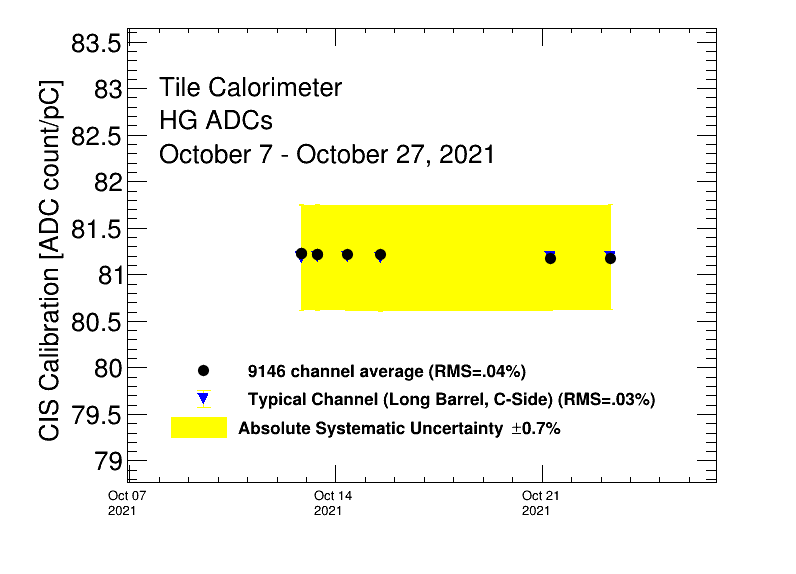 83.5
83
82.5
82
81.5
81
80.5
80
79.5
79
CIS Calibration [ADC count/pC]
Tile Calorimeter
HG ADCs
October 7 - October 27, 2021
9146 channel average (RMS=.04%)
Typical Channel (Long Barrel, C-Side) (RMS=.03%)
Absolute Systematic Uncertainty ±0.7%
Oct 07
2021
Oct 14
2021
Oct 21
2021